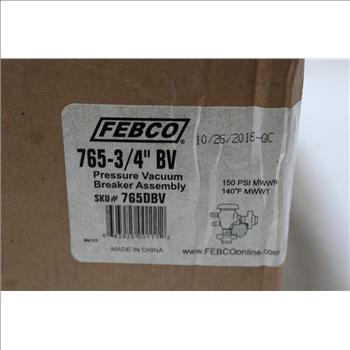 FEBCO®
10/26/2016-QC
765-3/4" BV
Pressure Vacuum
Breaker Assembly
SKU# 765DBV
150 PSI MWWP
140°F MWWT
MADE IN CHINA
www.FEBCOonline.com